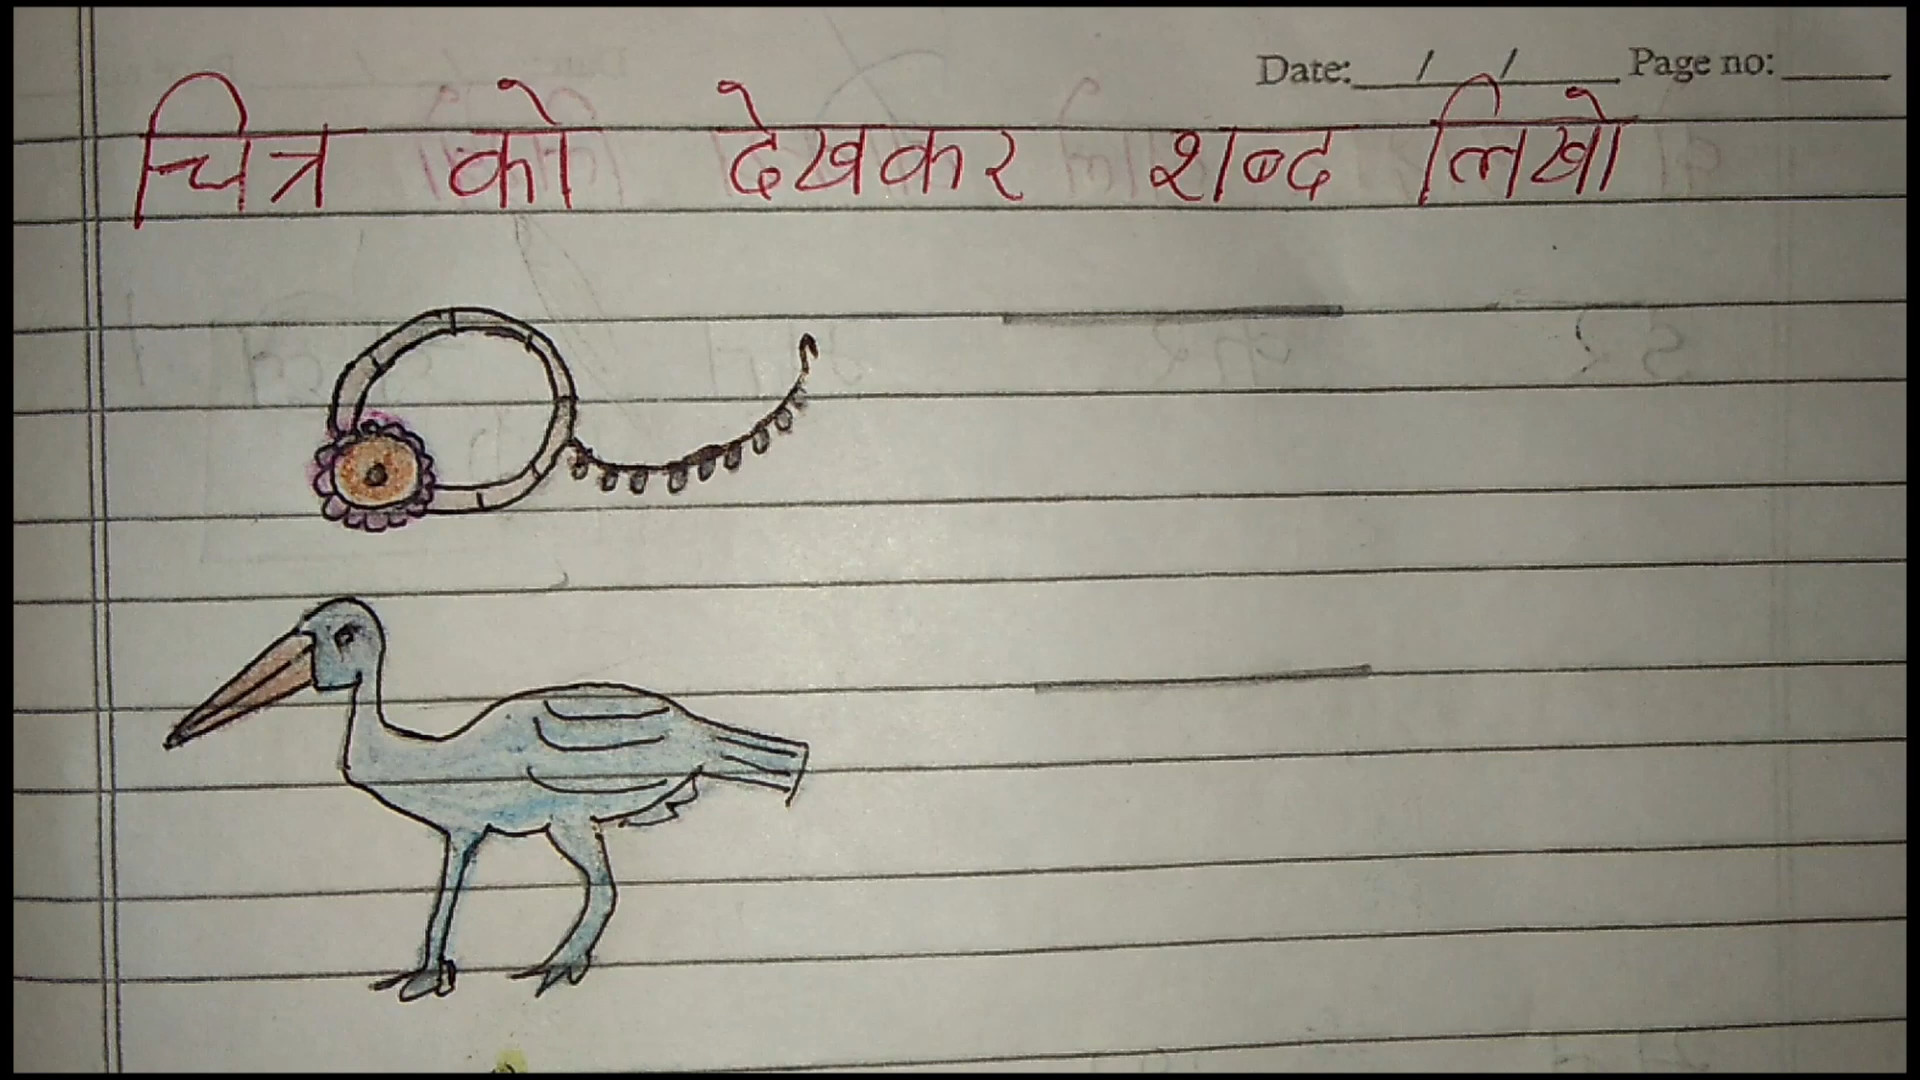 Date: / / Page no:
चित्र को देखकर शब्द लिखो